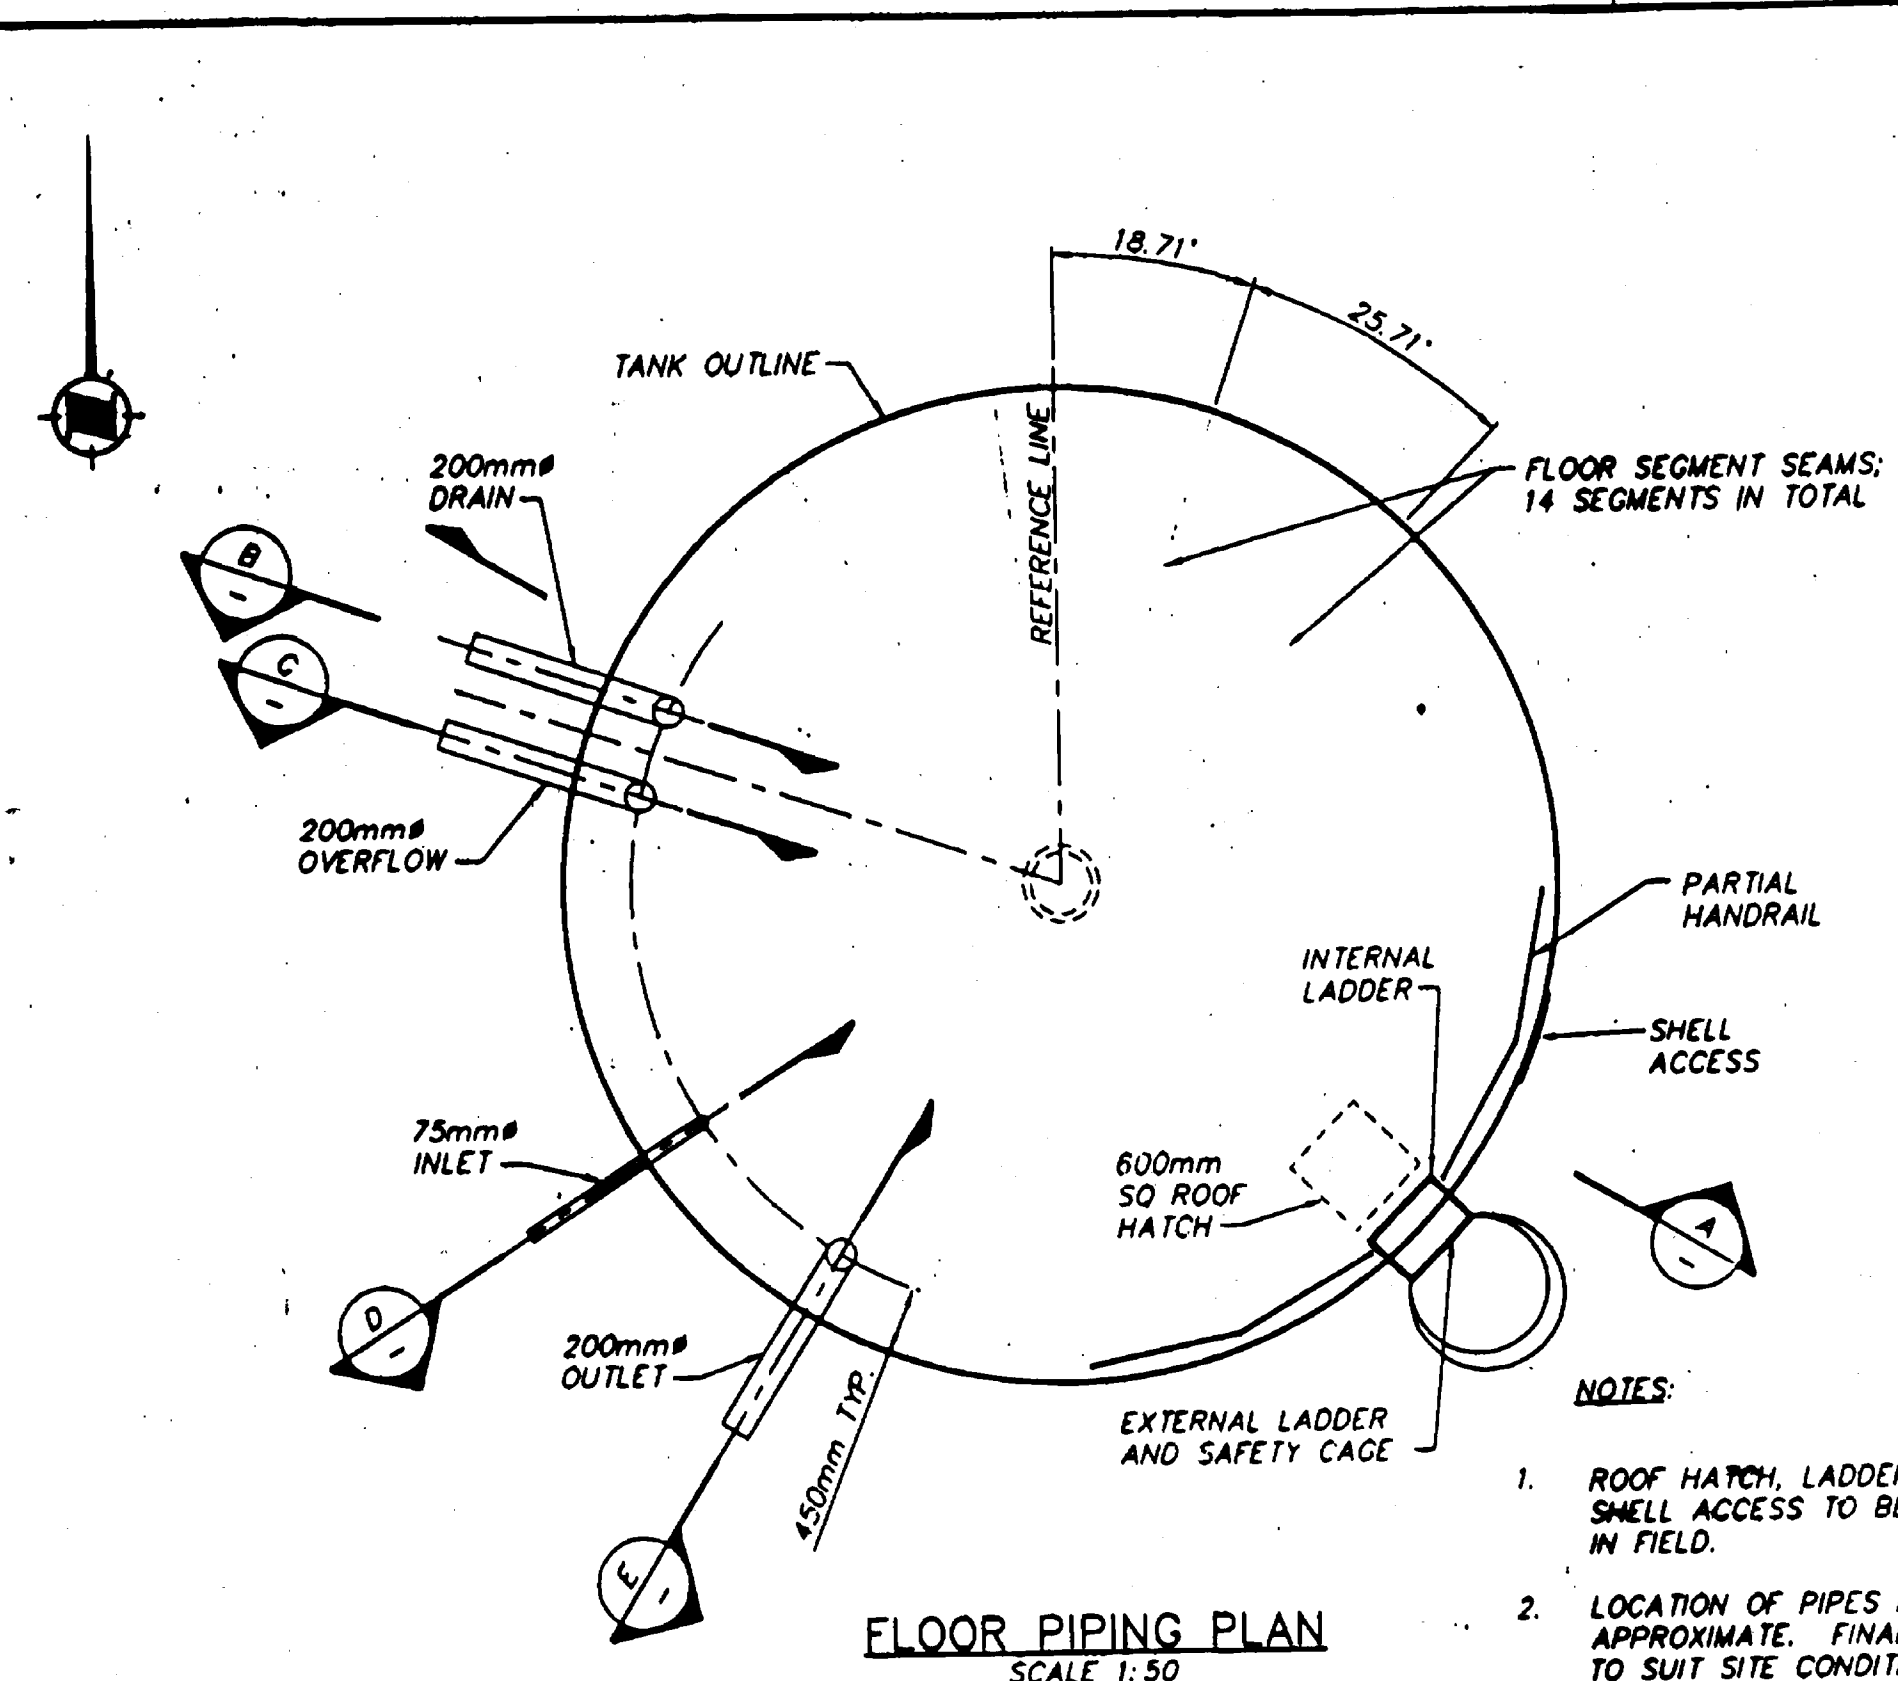 18.71°
25.71°
TANK OUTLINE
REFERENCE LINE
200mmø
DRAIN
FLOOR SEGMENT SEAMS;
14 SEGMENTS IN TOTAL
B
-
C
-
200mmø
OVERFLOW
PARTIAL
HANDRAIL
INTERNAL
LADDER
SHELL
ACCESS
75mmø
INLET
600mm
SQ ROOF
HATCH
A
-
D
-
200mmø
OUTLET
450mm TYP.
EXTERNAL LADDER
AND SAFETY CAGE
E
-
NOTES:
1. ROOF HATCH, LADDER
SHELL ACCESS TO BE
IN FIELD.
2. LOCATION OF PIPES
APPROXIMATE. FINAL
TO SUIT SITE CONDIT
FLOOR PIPING PLAN
SCALE 1:50